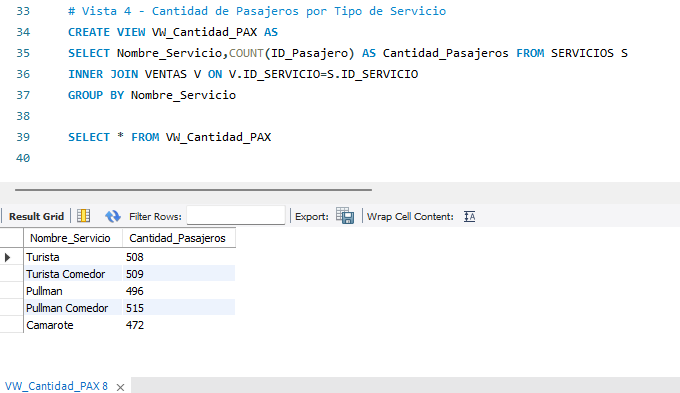 33 # Vista 4 - Cantidad de Pasajeros por Tipo de Servicio
34 CREATE VIEW VW_Cantidad_PAX AS
35 SELECT Nombre_Servicio,COUNT(ID_Pasajero) AS Cantidad_Pasajeros FROM SERVICIOS S
36 INNER JOIN VENTAS V ON V.ID_SERVICIO=S.ID_SERVICIO
37 GROUP BY Nombre_Servicio
38
39 SELECT * FROM VW_Cantidad_PAX
40
Result Grid Filter Rows: Export: Wrap Cell Content: IA
Nombre_Servicio Cantidad_Pasajeros
Turista 508
Turista Comedor 509
Pullman 496
Pullman Comedor 515
Camarote 472
VW_Cantidad_PAX 8 ×